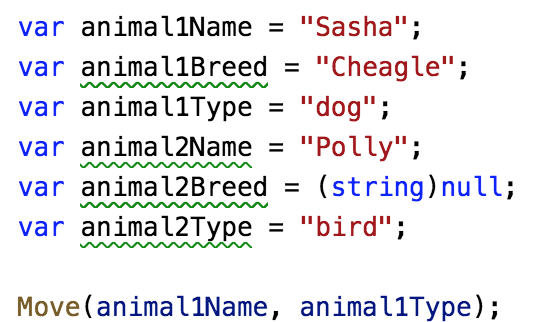 var animal1Name = "Sasha";
var animal1Breed = "Cheagle";
var animal1Type = "dog";
var animal2Name = "Polly";
var animal2Breed = (string)null;
var animal2Type = "bird";
Move(animal1Name, animal1Type);